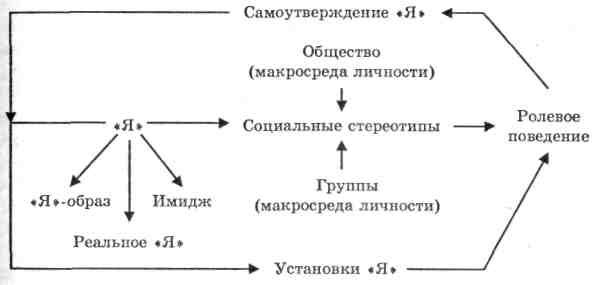 Самоутверждение «Я»
Общество
(макросреда личности)
«Я»
Социальные стереотипы
Ролевое
поведение
«Я»-образ
Имидж
Группы
(макросреда личности)
Реальное «Я»
Установки «Я»